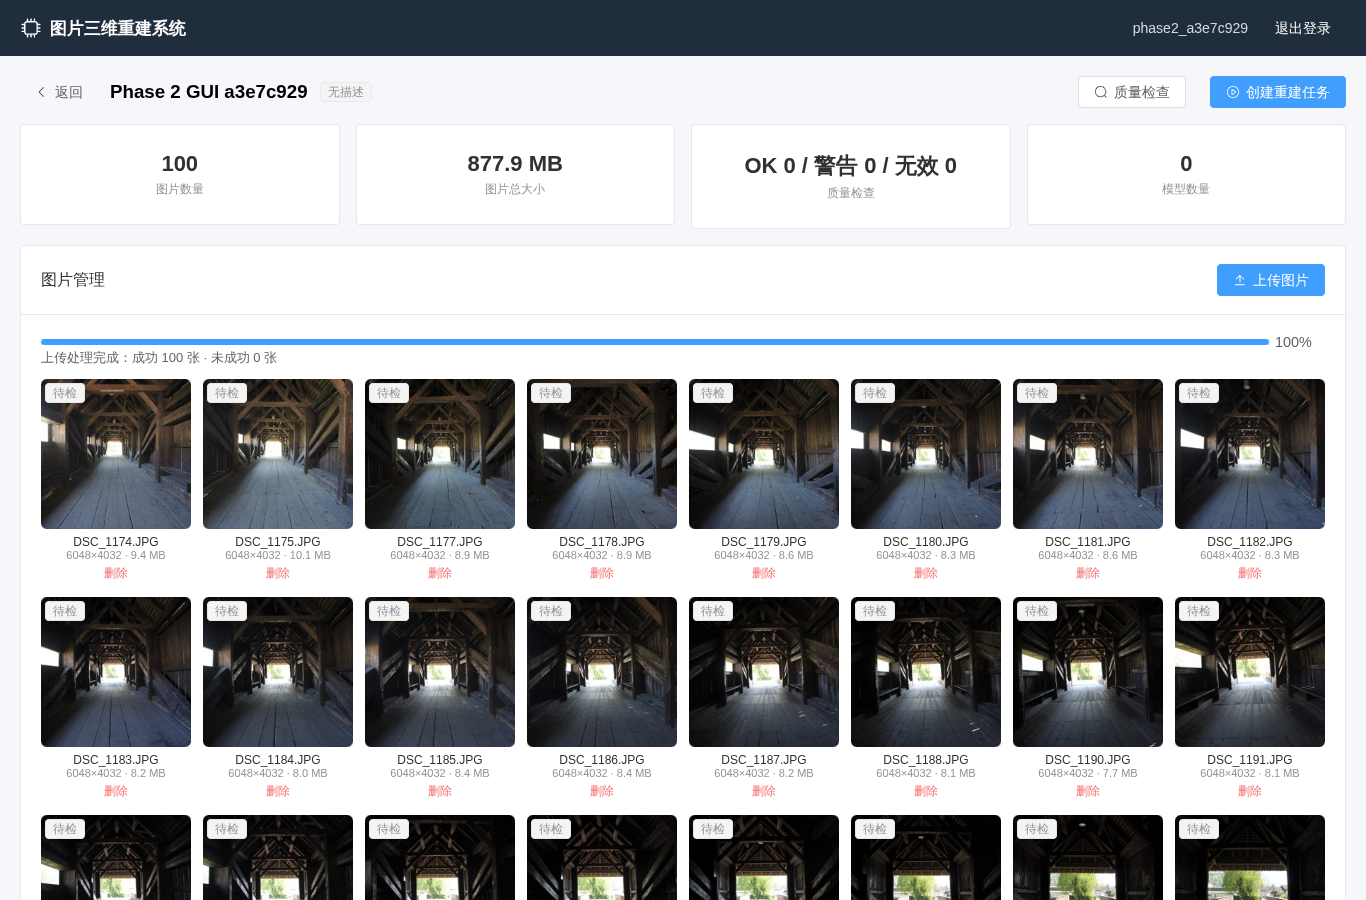 图片三维重建系统
phase2_a3e7c929
退出登录
返回
Phase 2 GUI a3e7c929
无描述
质量检查
创建重建任务
100
图片数量
877.9 MB
图片总大小
OK 0 / 警告 0 / 无效 0
质量检查
0
模型数量
图片管理
上传图片
100%
上传处理完成：成功 100 张 · 未成功 0 张
待检 待检 待检 待检 待检 待检 待检 待检
DSC_1174.JPG DSC_1175.JPG DSC_1177.JPG DSC_1178.JPG DSC_1179.JPG DSC_1180.JPG DSC_1181.JPG DSC_1182.JPG
6048×4032 · 9.4 MB 6048×4032 · 10.1 MB 6048×4032 · 8.9 MB 6048×4032 · 8.9 MB 6048×4032 · 8.6 MB 6048×4032 · 8.3 MB 6048×4032 · 8.6 MB 6048×4032 · 8.3 MB
删除 删除 删除 删除 删除 删除 删除 删除
待检 待检 待检 待检 待检 待检 待检 待检
DSC_1183.JPG DSC_1184.JPG DSC_1185.JPG DSC_1186.JPG DSC_1187.JPG DSC_1188.JPG DSC_1190.JPG DSC_1191.JPG
6048×4032 · 8.2 MB 6048×4032 · 8.0 MB 6048×4032 · 8.4 MB 6048×4032 · 8.4 MB 6048×4032 · 8.2 MB 6048×4032 · 8.1 MB 6048×4032 · 7.7 MB 6048×4032 · 8.1 MB
删除 删除 删除 删除 删除 删除 删除 删除
待检 待检 待检 待检 待检 待检 待检 待检